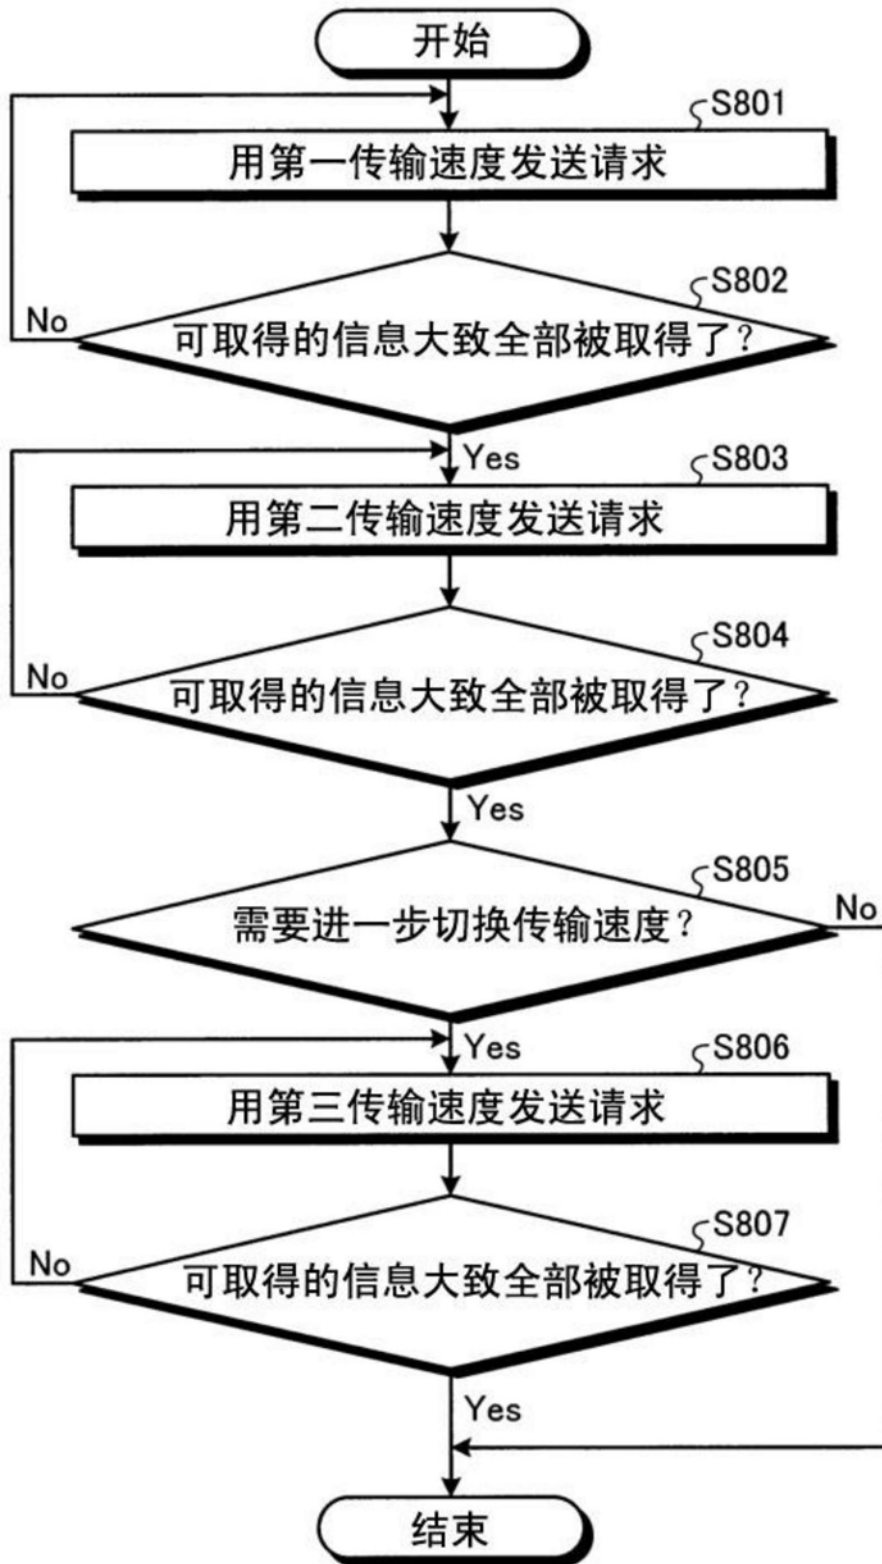 开始
S801
用第一传输速度发送请求
S802
No
可取得的信息大致全部被取得了？
Yes
S803
用第二传输速度发送请求
S804
No
可取得的信息大致全部被取得了？
Yes
S805
No
需要进一步切换传输速度？
Yes
S806
用第三传输速度发送请求
S807
No
可取得的信息大致全部被取得了？
Yes
结束